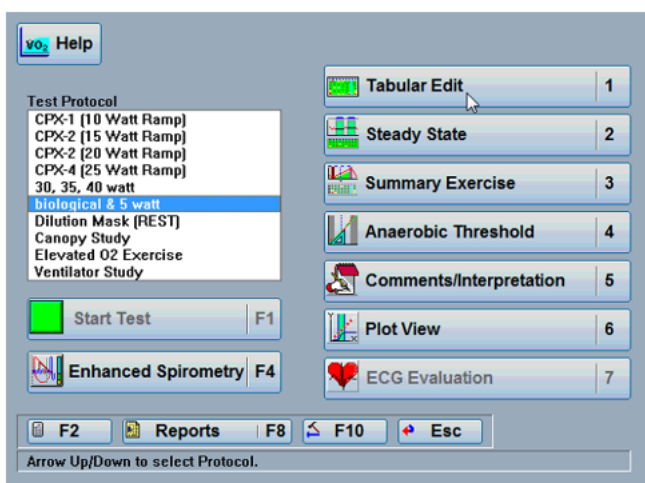 VO2 Help
Test Protocol
CPX-1 (10 Watt Ramp)
CPX-2 (15 Watt Ramp)
CPX-2 (20 Watt Ramp)
CPX-4 (25 Watt Ramp)
30, 35, 40 watt
biological & 5 watt
Dilution Mask (REST)
Canopy Study
Elevated O2 Exercise
Ventilator Study
Start Test F1
Enhanced Spirometry F4
Tabular Edit 1
Steady State 2
Summary Exercise 3
Anaerobic Threshold 4
Comments/Interpretation 5
Plot View 6
ECG Evaluation 7
F2 Reports F8 F10 Esc
Arrow Up/Down to select Protocol.